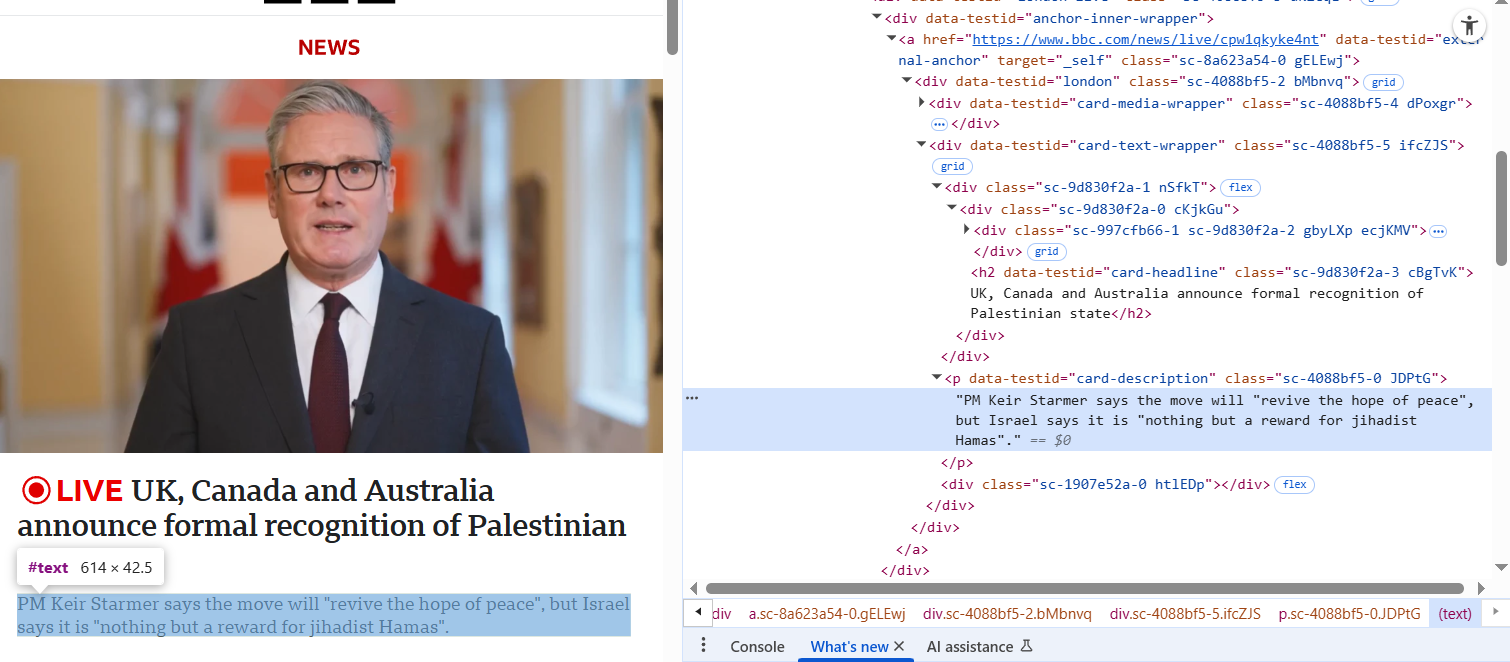 NEWS
LIVE UK, Canada and Australia
announce formal recognition of Palestinian
#text 614 × 42.5
PM Keir Starmer says the move will "revive the hope of peace", but Israel
says it is "nothing but a reward for jihadist Hamas".
<div data-testid="anchor-inner-wrapper">
<a href="https://www.bbc.com/news/live/cpw1qkyke4nt" data-testid="exter
nal-anchor" target="_self" class="sc-8a623a54-0 gELEwj">
<div data-testid="london" class="sc-4088bf5-2 bMbnvq"> grid
<div data-testid="card-media-wrapper" class="sc-4088bf5-4 dPoxgr">
… </div>
<div data-testid="card-text-wrapper" class="sc-4088bf5-5 ifcZJS">
grid
<div class="sc-9d830f2a-1 nSfkT"> flex
<div class="sc-9d830f2a-0 cKjkGu">
<div class="sc-997cfb66-1 sc-9d830f2a-2 gbyLXp ecjKMV"> …
</div> grid
<h2 data-testid="card-headline" class="sc-9d830f2a-3 cBgTvK">
UK, Canada and Australia announce formal recognition of
Palestinian state</h2>
</div>
</div>
<p data-testid="card-description" class="sc-4088bf5-0 JDPtG">
… "PM Keir Starmer says the move will "revive the hope of peace",
but Israel says it is "nothing but a reward for jihadist
Hamas"." == $0
</p>
<div class="sc-1907e52a-0 htlEDp"></div> flex
</div>
</div>
</a>
</div>
div a.sc-8a623a54-0.gELEwj div.sc-4088bf5-2.bMbnvq div.sc-4088bf5-5.ifcZJS p.sc-4088bf5-0.JDPtG (text)
Console What's new AI assistance